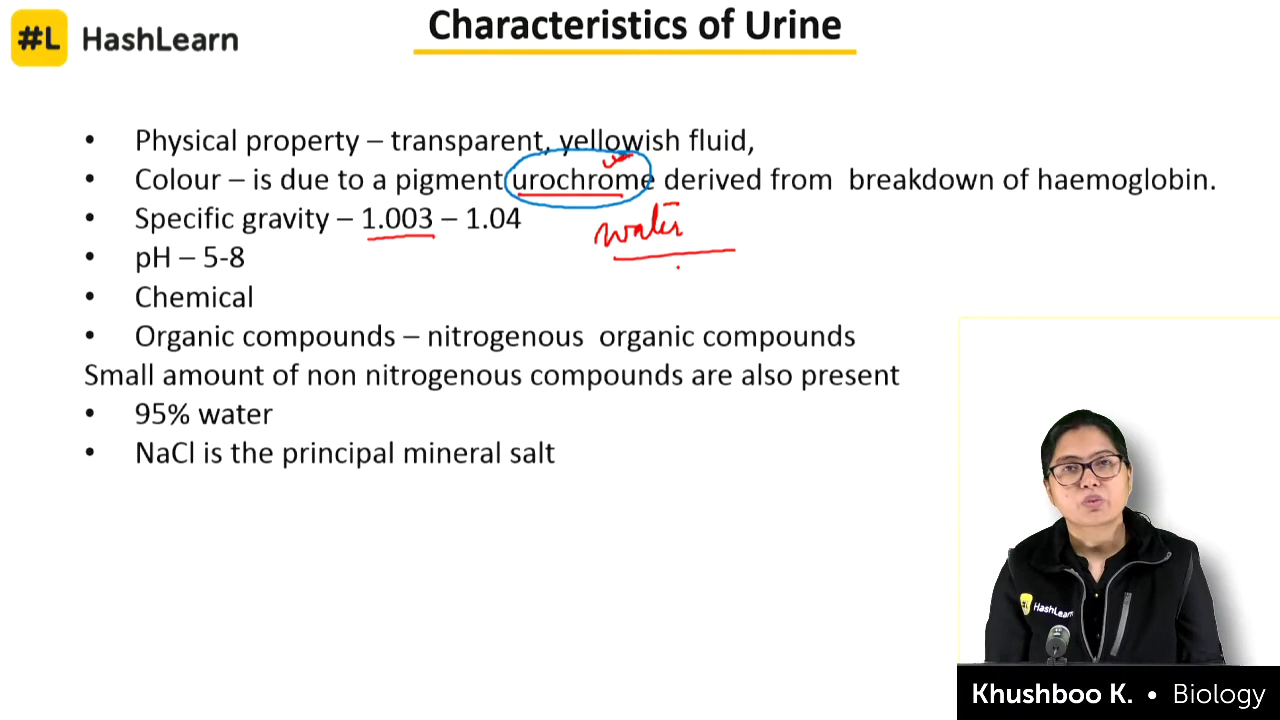 #L HashLearn
Characteristics of Urine
• Physical property – transparent, yellowish fluid,
• Colour – is due to a pigment urochrome derived from breakdown of haemoglobin.
• Specific gravity – 1.003 – 1.04
water
• pH – 5-8
• Chemical
• Organic compounds – nitrogenous organic compounds
Small amount of non nitrogenous compounds are also present
• 95% water
• NaCl is the principal mineral salt
#L HashLearn
Khushboo K. • Biology